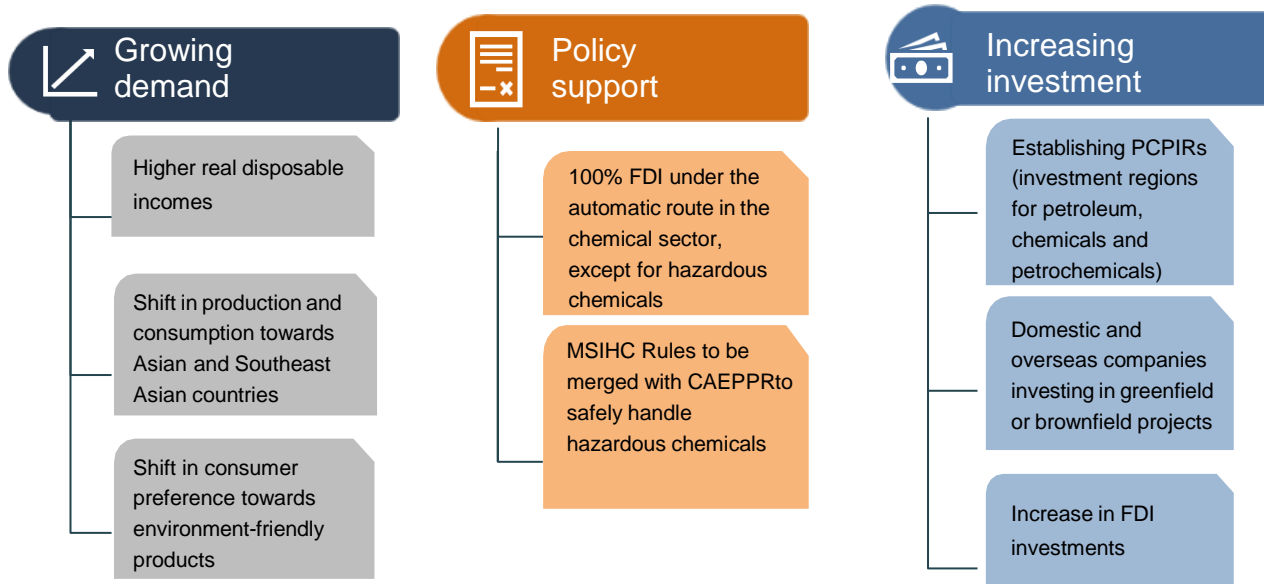 Growing
demand
Higher real disposable
incomes
Shift in production and
consumption towards
Asian and Southeast
Asian countries
Shift in consumer
preference towards
environment-friendly
products
Policy
support
100% FDI under the
automatic route in the
chemical sector,
except for hazardous
chemicals
MSIHC Rules to be
merged with CAEPPRto
safely handle
hazardous chemicals
Increasing
investment
Establishing PCPIRs
(investment regions
for petroleum,
chemicals and
petrochemicals)
Domestic and
overseas companies
investing in greenfield
or brownfield projects
Increase in FDI
investments